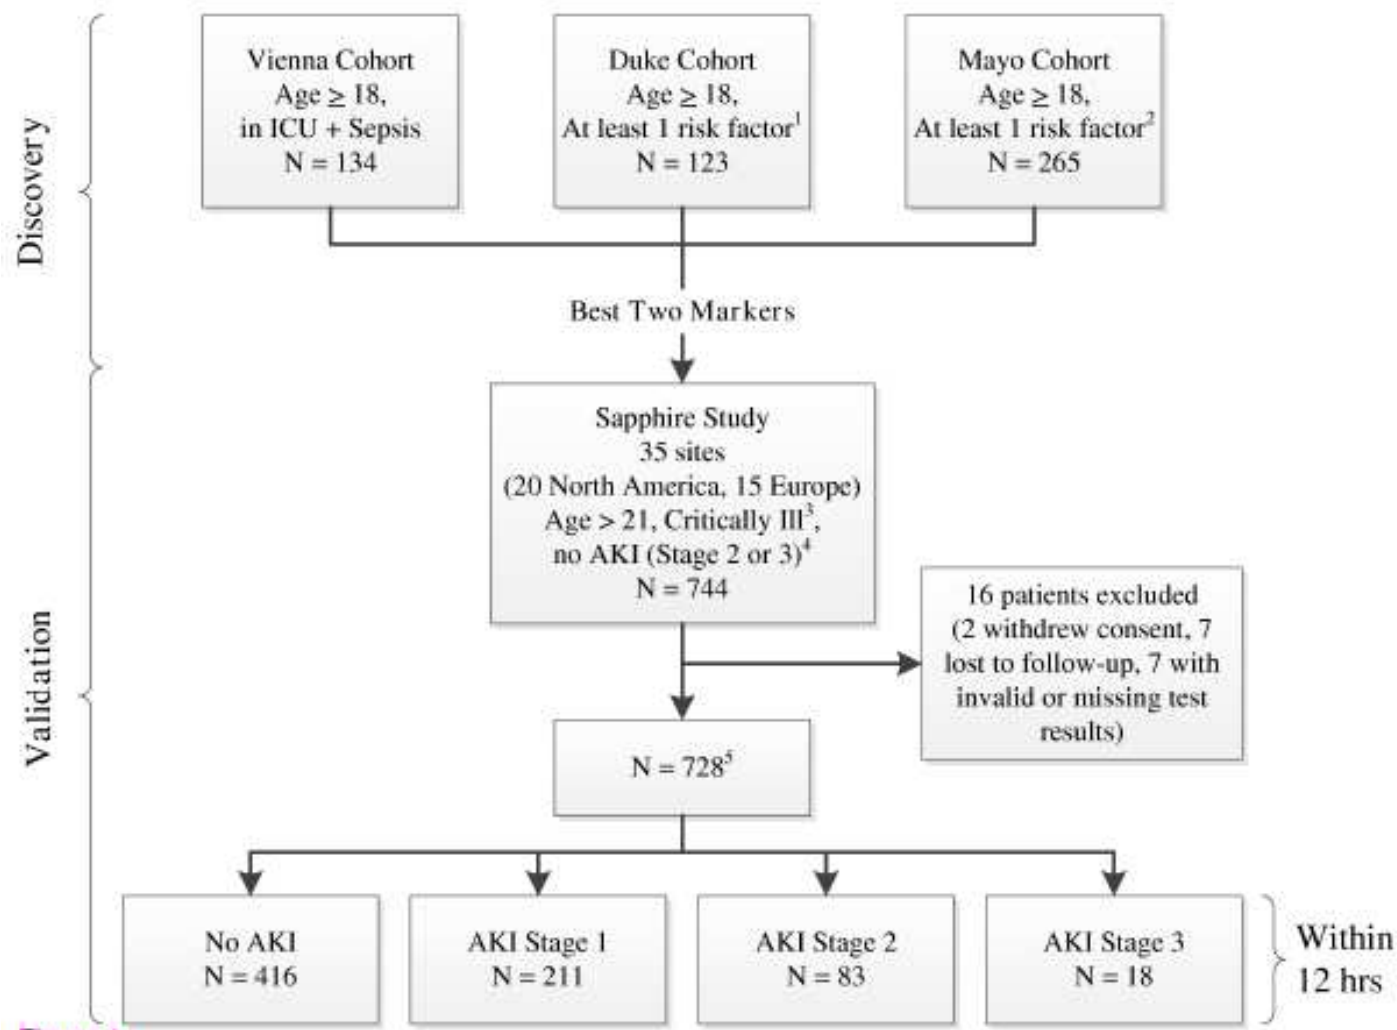 Discovery
Vienna Cohort
Age ≥ 18,
in ICU + Sepsis
N = 134
Duke Cohort
Age ≥ 18,
At least 1 risk factor¹
N = 123
Mayo Cohort
Age ≥ 18,
At least 1 risk factor²
N = 265
Best Two Markers
Validation
Sapphire Study
35 sites
(20 North America, 15 Europe)
Age > 21, Critically Ill³,
no AKI (Stage 2 or 3)⁴
N = 744
16 patients excluded
(2 withdrew consent, 7
lost to follow-up, 7 with
invalid or missing test
results)
N = 728⁵
No AKI
N = 416
AKI Stage 1
N = 211
AKI Stage 2
N = 83
AKI Stage 3
N = 18
Within
12 hrs